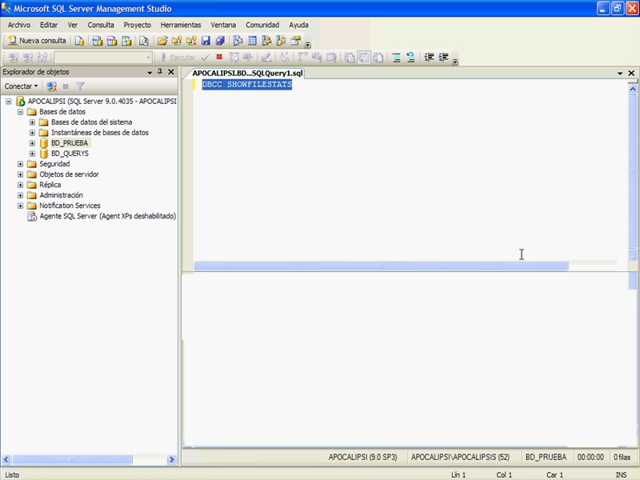 Microsoft SQL Server Management Studio
Archivo Editar Ver Consulta Proyecto Herramientas Ventana Comunidad Ayuda
Nueva consulta
Ejecutar
Explorador de objetos
APOCALIPSI.BD...SQLQuery1.sql
Conectar
DBCC SHOWFILESTATS
APOCALIPSI (SQL Server 9.0.4035 - APOCALIPSI
Bases de datos
Bases de datos del sistema
Instantáneas de bases de datos
BD_PRUEBA
BD_QUERYS
Seguridad
Objetos de servidor
Réplica
Administración
Notification Services
Agente SQL Server (Agent XPs deshabilitado)
APOCALIPSI (9.0 SP3) APOCALIPSI\APOCALIPSIS (52) BD_PRUEBA 00:00:00 0 filas
Listo Lín 1 Col 1 Car 1 INS